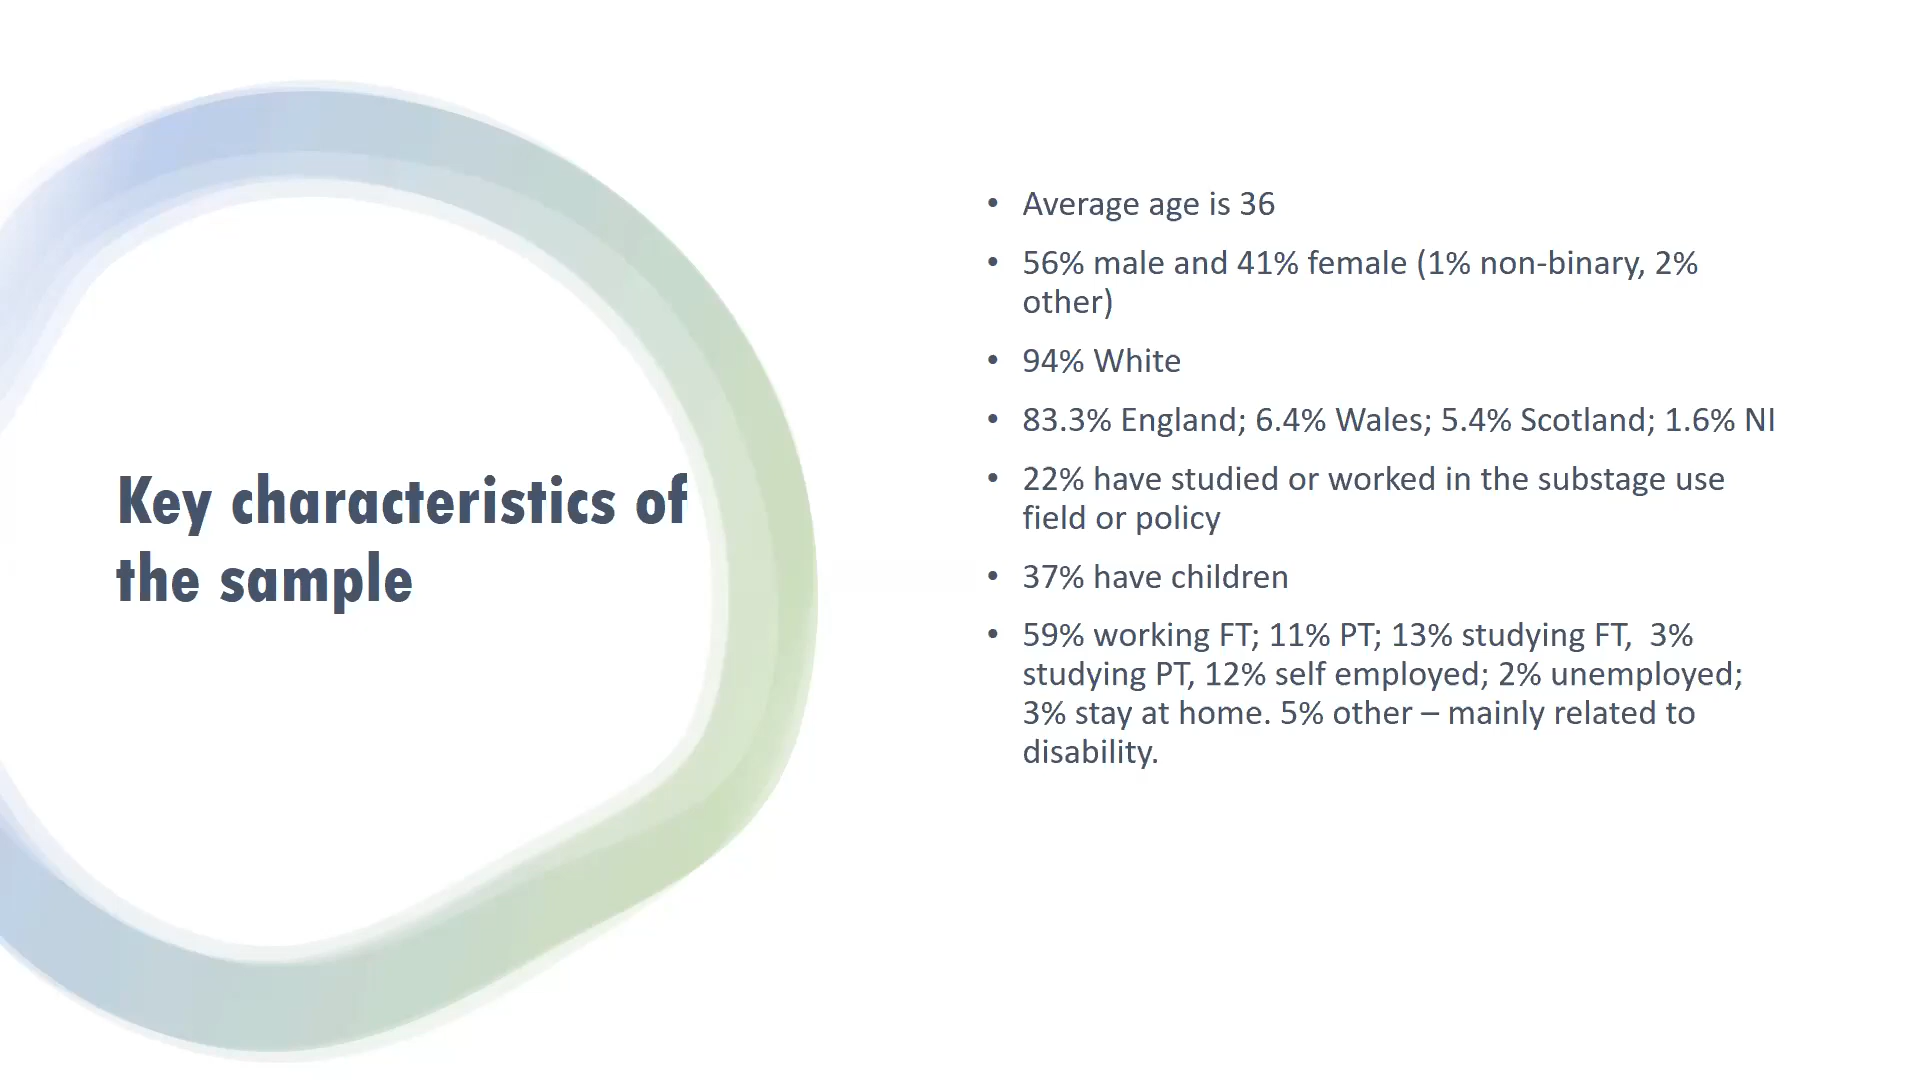 Key characteristics of
the sample
• Average age is 36
• 56% male and 41% female (1% non-binary, 2%
other)
• 94% White
• 83.3% England; 6.4% Wales; 5.4% Scotland; 1.6% NI
• 22% have studied or worked in the substage use
field or policy
• 37% have children
• 59% working FT; 11% PT; 13% studying FT,  3%
studying PT, 12% self employed; 2% unemployed;
3% stay at home. 5% other – mainly related to
disability.